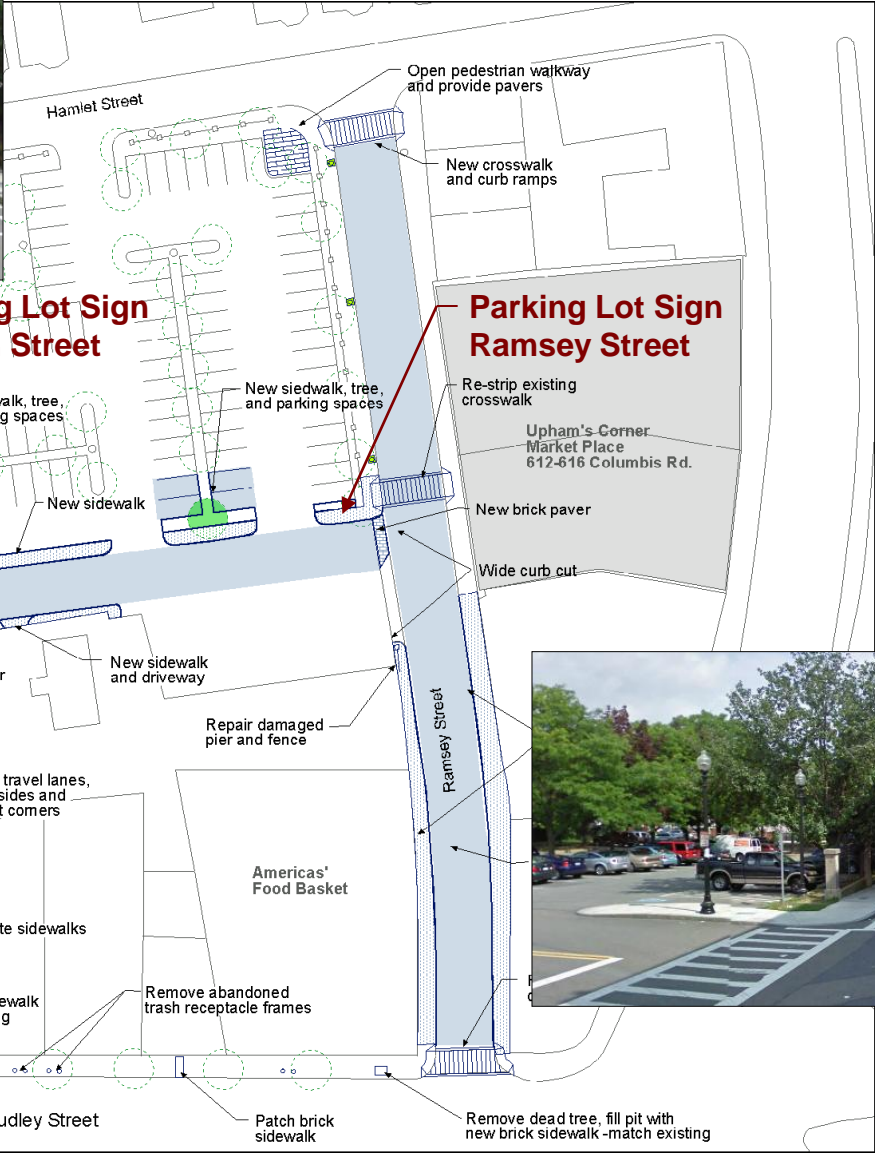 Open pedestrian walkway
and provide pavers
Hamlet Street
New crosswalk
and curb ramps
g Lot Sign
Street
Parking Lot Sign
Ramsey Street
Re-strip existing
crosswalk
New siedwalk, tree,
and parking spaces
alk, tree,
g spaces
Upham's Corner
Market Place
612-616 Columbis Rd.
New sidewalk
New brick paver
Wide curb cut
New sidewalk
and driveway
r
Repair damaged
pier and fence
Ramsey Street
travel lanes,
sides and
t corners
Americas'
Food Basket
te sidewalks
ewalk
g
Remove abandoned
trash receptacle frames
udley Street
Patch brick
sidewalk
Remove dead tree, fill pit with
new brick sidewalk -match existing